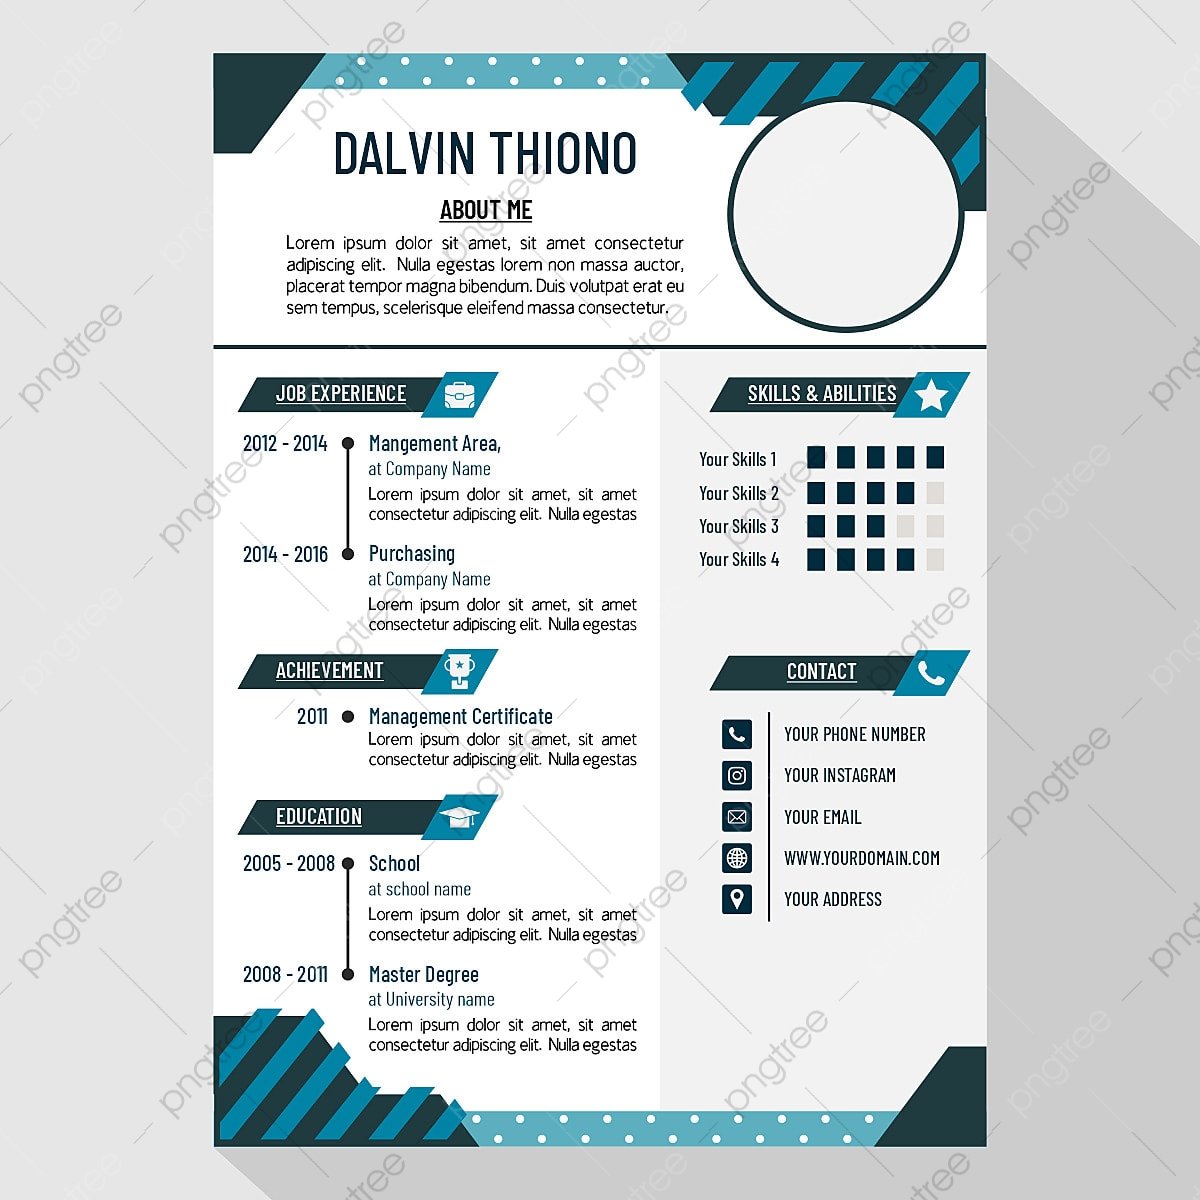 DALVIN THIONO
ABOUT ME
Lorem ipsum dolor sit amet, sit amet consectetur
adipiscing elit. Nulla egestas lorem non massa auctor,
placerat tempor magna bibendum. Duis volutpat erat eu
sem tempus, scelerisque eleifend massa consectetur.
JOB EXPERIENCE
2012 - 2014
Mangement Area,
at Company Name
Lorem ipsum dolor sit amet, sit amet
consectetur adipiscing elit. Nulla egestas
2014 - 2016
Purchasing
at Company Name
Lorem ipsum dolor sit amet, sit amet
consectetur adipiscing elit. Nulla egestas
ACHIEVEMENT
2011
Management Certificate
Lorem ipsum dolor sit amet, sit amet
consectetur adipiscing elit. Nulla egestas
EDUCATION
2005 - 2008
School
at school name
Lorem ipsum dolor sit amet, sit amet
consectetur adipiscing elit. Nulla egestas
2008 - 2011
Master Degree
at University name
Lorem ipsum dolor sit amet, sit amet
consectetur adipiscing elit. Nulla egestas
SKILLS & ABILITIES
Your Skills 1
Your Skills 2
Your Skills 3
Your Skills 4
CONTACT
YOUR PHONE NUMBER
YOUR INSTAGRAM
YOUR EMAIL
WWW.YOURDOMAIN.COM
YOUR ADDRESS
pngtree